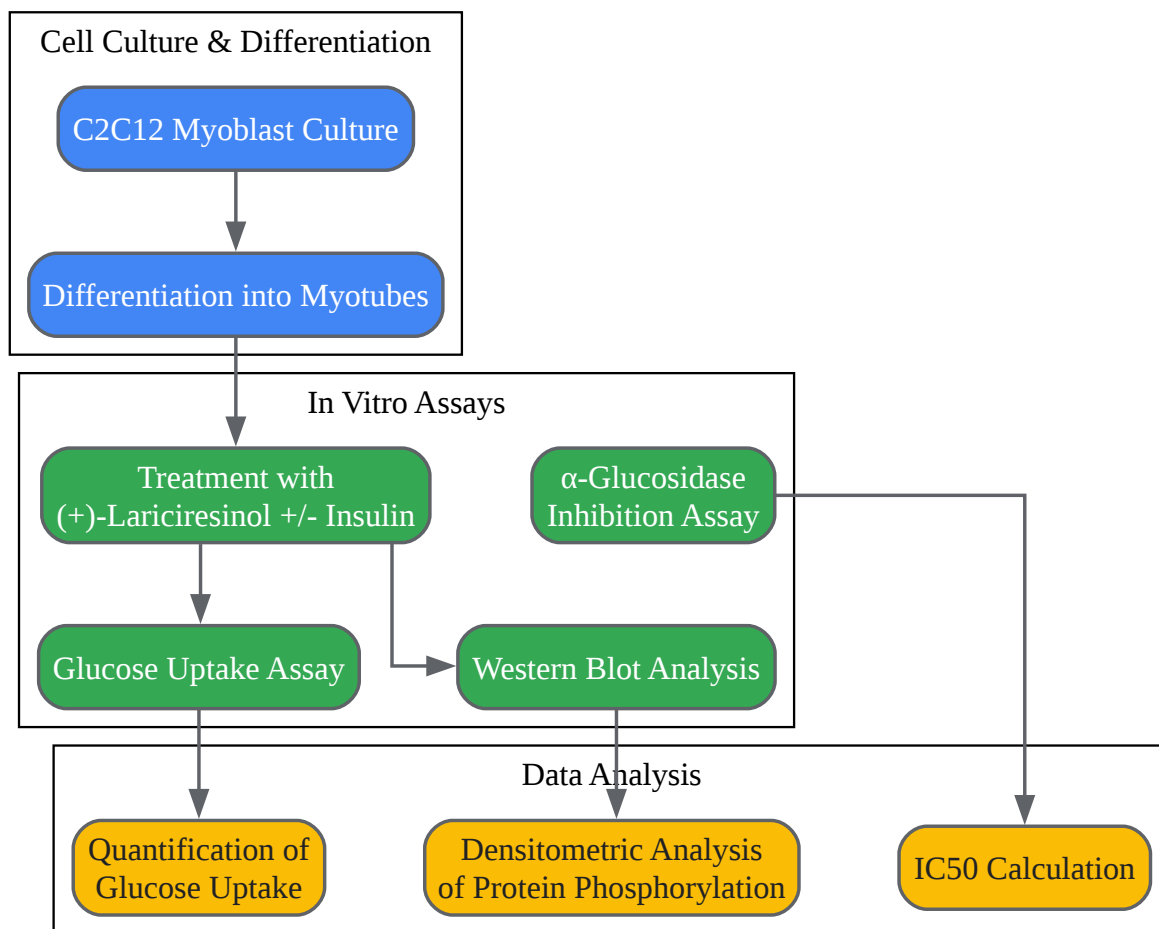 Cell Culture & Differentiation
C2C12 Myoblast Culture
Differentiation into Myotubes
In Vitro Assays
Treatment with
(+)-Lariciresinol +/- Insulin
α-Glucosidase
Inhibition Assay
Glucose Uptake Assay
Western Blot Analysis
Data Analysis
Quantification of
Glucose Uptake
Densitometric Analysis
of Protein Phosphorylation
IC50 Calculation